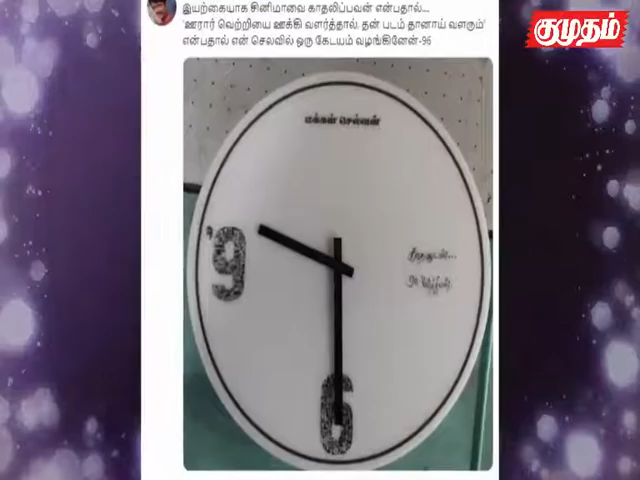 இயற்கையாக சினிமாவை காதலிப்பவன் என்பதால்...
'ஊரார் வெற்றியை ஊக்கி வளர்த்தால், தன் படம் தானாய் வளரும்'
என்பதால் என் செலவில் ஒரு கேடயம் வழங்கினேன்-96
குமுதம்
மக்கள் செல்வன்
'9
6